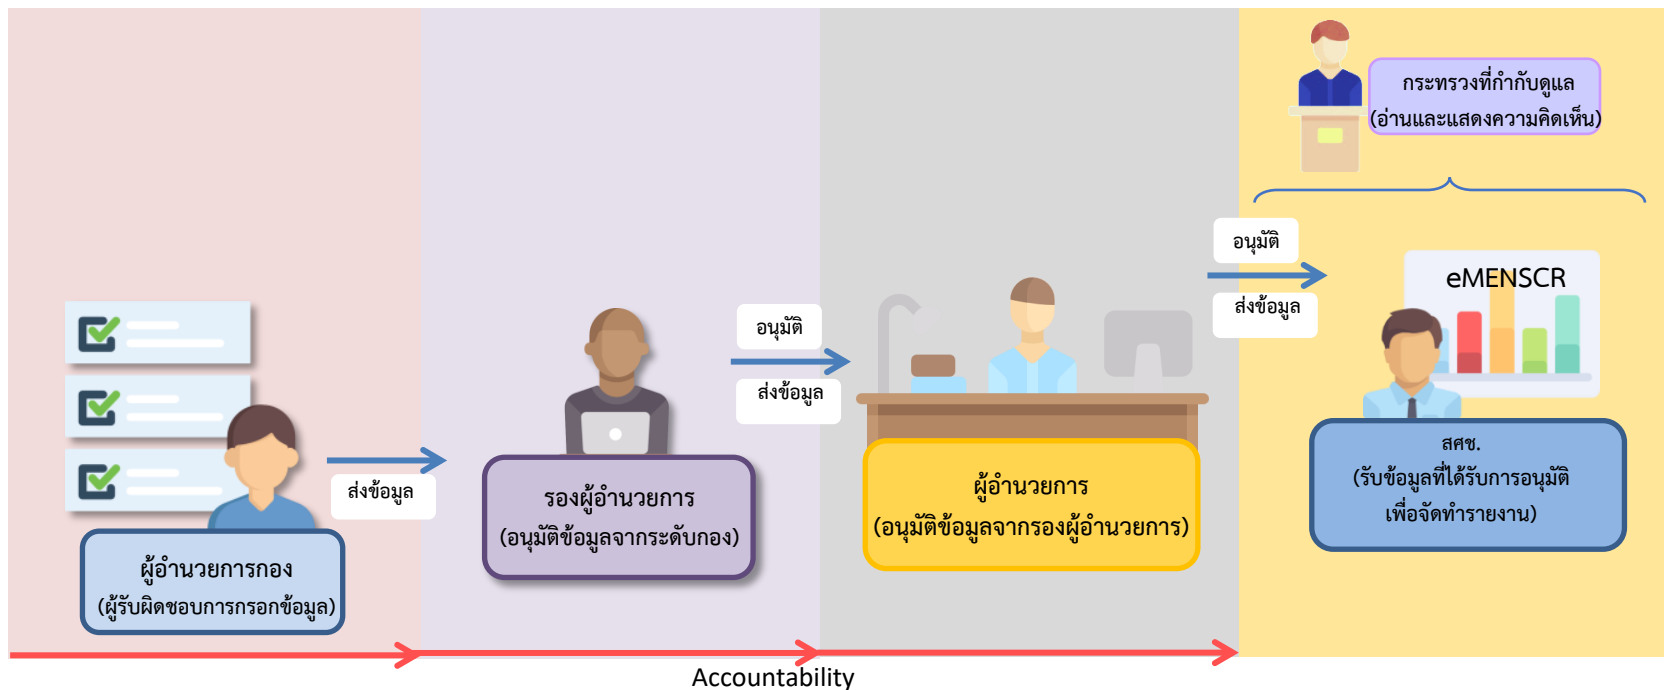 กระทรวงที่กำกับดูแล
(อ่านและแสดงความคิดเห็น)
อนุมัติ
ส่งข้อมูล
eMENSCR
อนุมัติ
ส่งข้อมูล
ส่งข้อมูล
สศช.
(รับข้อมูลที่ได้รับการอนุมัติ
เพื่อจัดทำรายงาน)
ผู้อำนวยการ
(อนุมัติข้อมูลจากรองผู้อำนวยการ)
รองผู้อำนวยการ
(อนุมัติข้อมูลจากระดับกอง)
ผู้อำนวยการกอง
(ผู้รับผิดชอบการกรอกข้อมูล)
Accountability